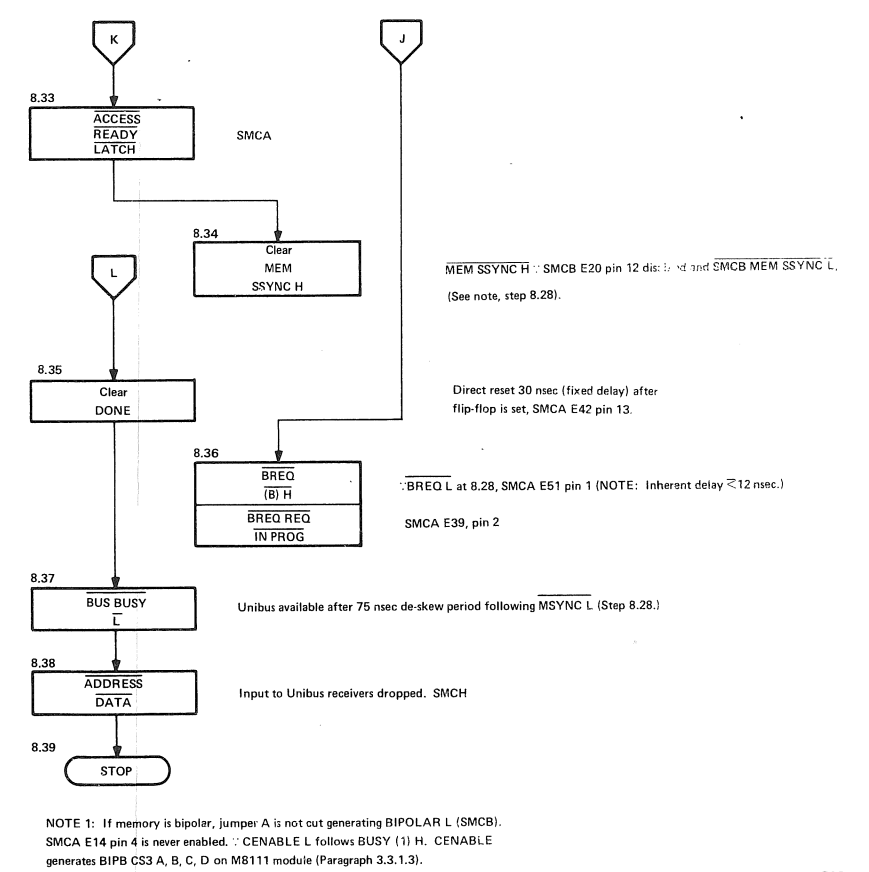 K
J
8.33
ACCESS
READY
LATCH
SMCA
8.34
Clear
MEM
SSYNC H
MEM SSYNC H ∵ SMCB E20 pin 12 and SMCB MEM SSYNC L,
(See note, step 8.28).
L
8.35
Clear
DONE
Direct reset 30 nsec (fixed delay) after
flip-flop is set, SMCA E42 pin 13.
8.36
BREQ
(B) H
∵BREQ L at 8.28, SMCA E51 pin 1 (NOTE: Inherent delay ≤12 nsec.)
BREQ REQ
IN PROG
SMCA E39, pin 2
8.37
BUS BUSY
L
Unibus available after 75 nsec de-skew period following MSYNC L (Step 8.28.)
8.38
ADDRESS
DATA
Input to Unibus receivers dropped. SMCH
8.39
STOP
NOTE 1: If memory is bipolar, jumper A is not cut generating BIPOLAR L (SMCB).
SMCA E14 pin 4 is never enabled. ∵ CENABLE L follows BUSY (1) H. CENABLE
generates BIPB CS3 A, B, C, D on M8111 module (Paragraph 3.3.1.3).